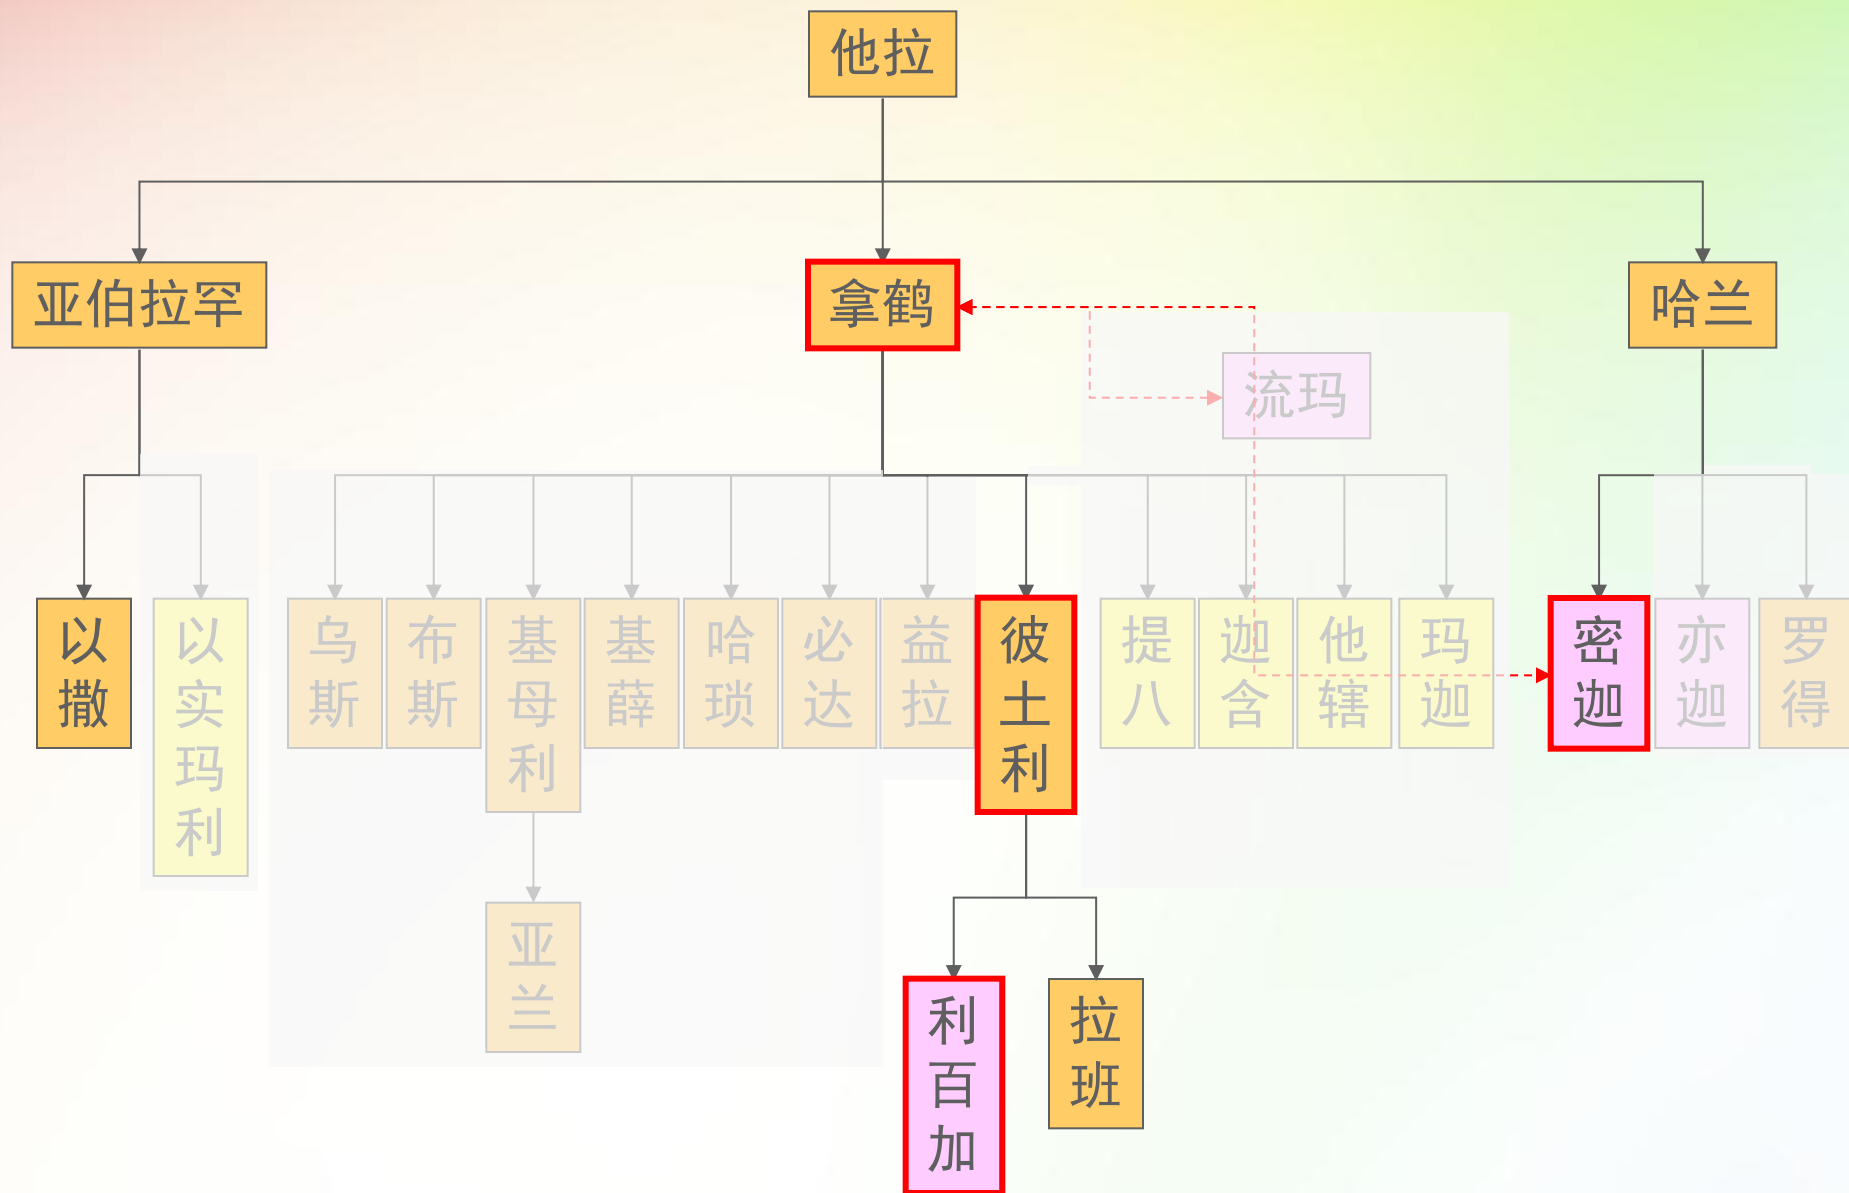 他拉
亚伯拉罕
拿鹤
哈兰
流玛
以撒
以实玛利
乌斯
布斯
基母利
基薛
哈琐
必达
益拉
彼土利
提八
迦含
他辖
玛迦
密迦
亦迦
罗得
亚兰
利百加
拉班